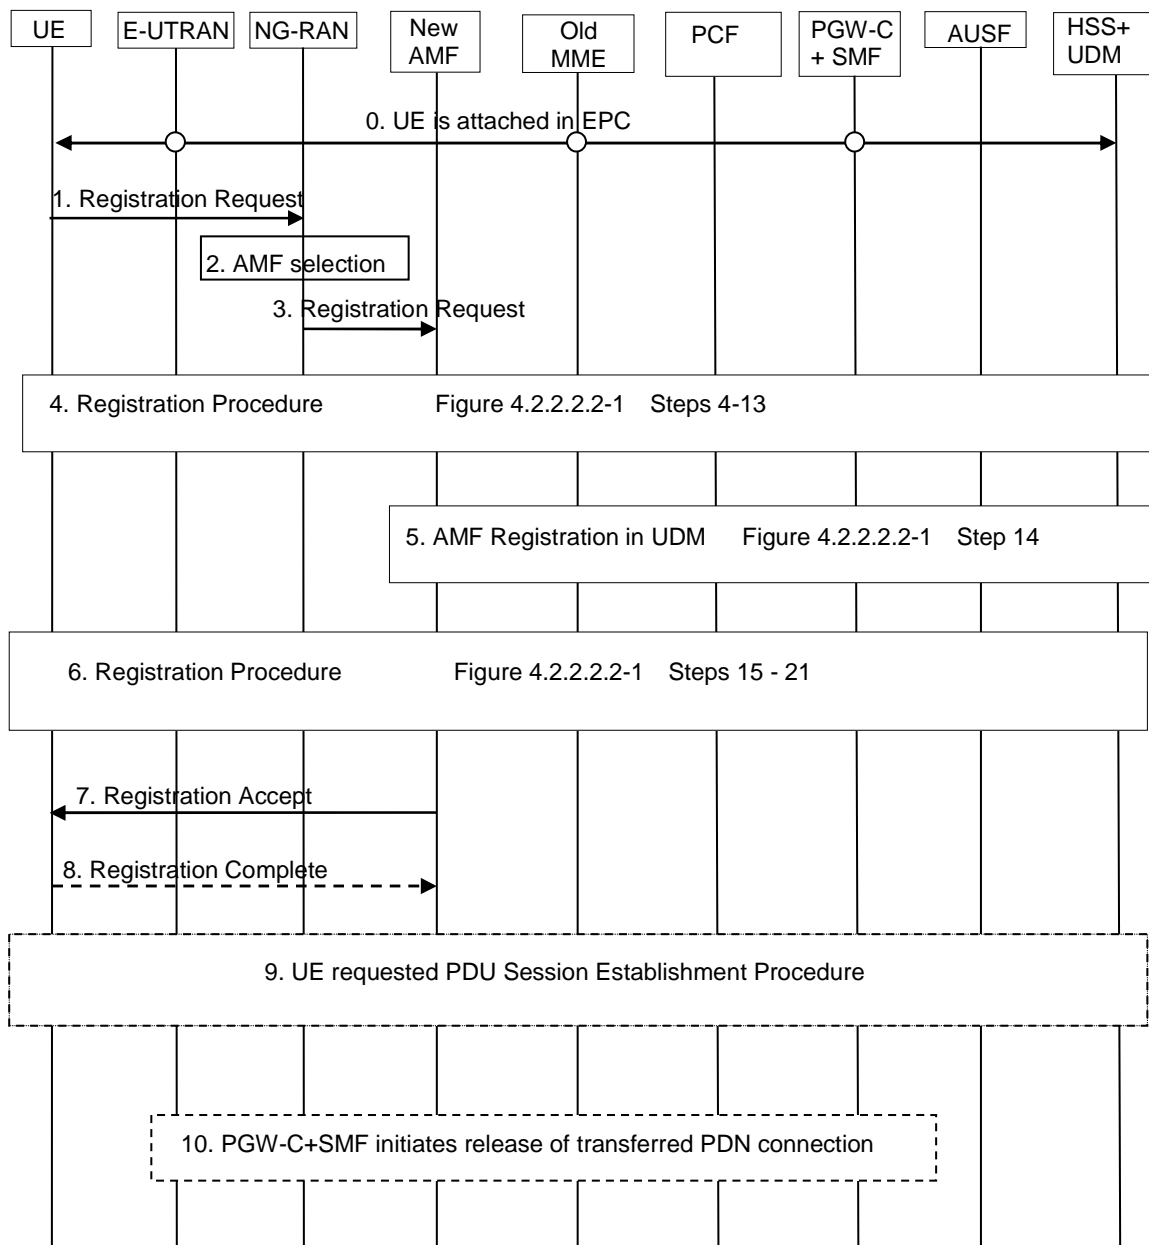 UE
E-UTRAN
NG-RAN
New
AMF
Old
MME
PCF
PGW-C
+ SMF
AUSF
HSS+
UDM
0. UE is attached in EPC
1. Registration Request
2. AMF selection
3. Registration Request
4. Registration Procedure Figure 4.2.2.2.2-1 Steps 4-13
5. AMF Registration in UDM Figure 4.2.2.2.2-1 Step 14
6. Registration Procedure Figure 4.2.2.2.2-1 Steps 15 - 21
7. Registration Accept
8. Registration Complete
9. UE requested PDU Session Establishment Procedure
10. PGW-C+SMF initiates release of transferred PDN connection